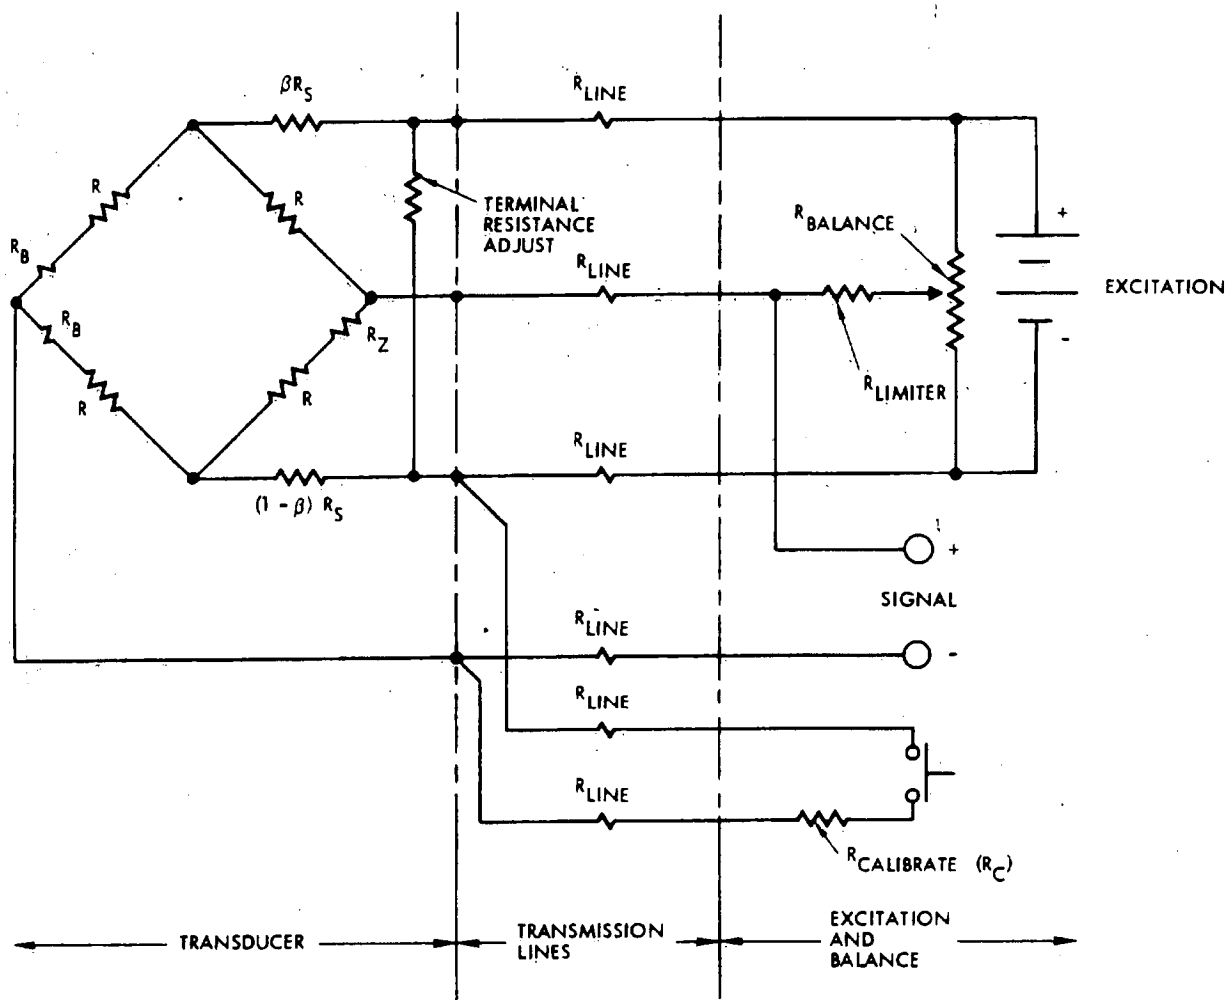 βR_S
R_LINE
R
R
TERMINAL
RESISTANCE
ADJUST
R_BALANCE
+
R_B
R_LINE
EXCITATION
R_B
R_Z
-
R_LIMITER
R
R
R_LINE
(1 - β) R_S
+
SIGNAL
R_LINE
-
R_LINE
R_LINE
R_CALIBRATE (R_C)
TRANSDUCER
TRANSMISSION
LINES
EXCITATION
AND
BALANCE